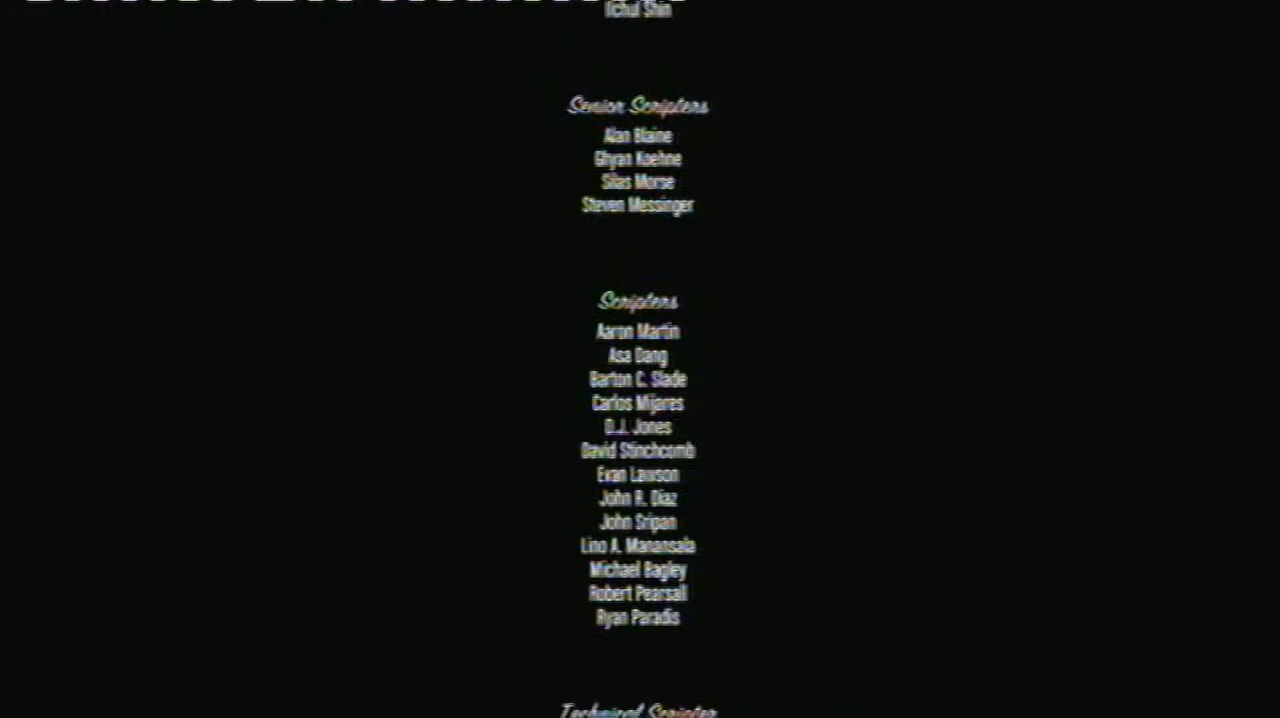 Ilchul Shin
Senior Scripters
Alan Blaine
Ghyan Koehne
Silas Morse
Steven Messinger
Scripters
Aaron Martin
Asa Dang
Barton C. Slade
Carlos Mijares
D.J. Jones
David Stinchcomb
Evan Lawson
John R. Diaz
John Sripan
Lino A. Manansala
Michael Bagley
Robert Pearsall
Ryan Paradis
Technical Scripter